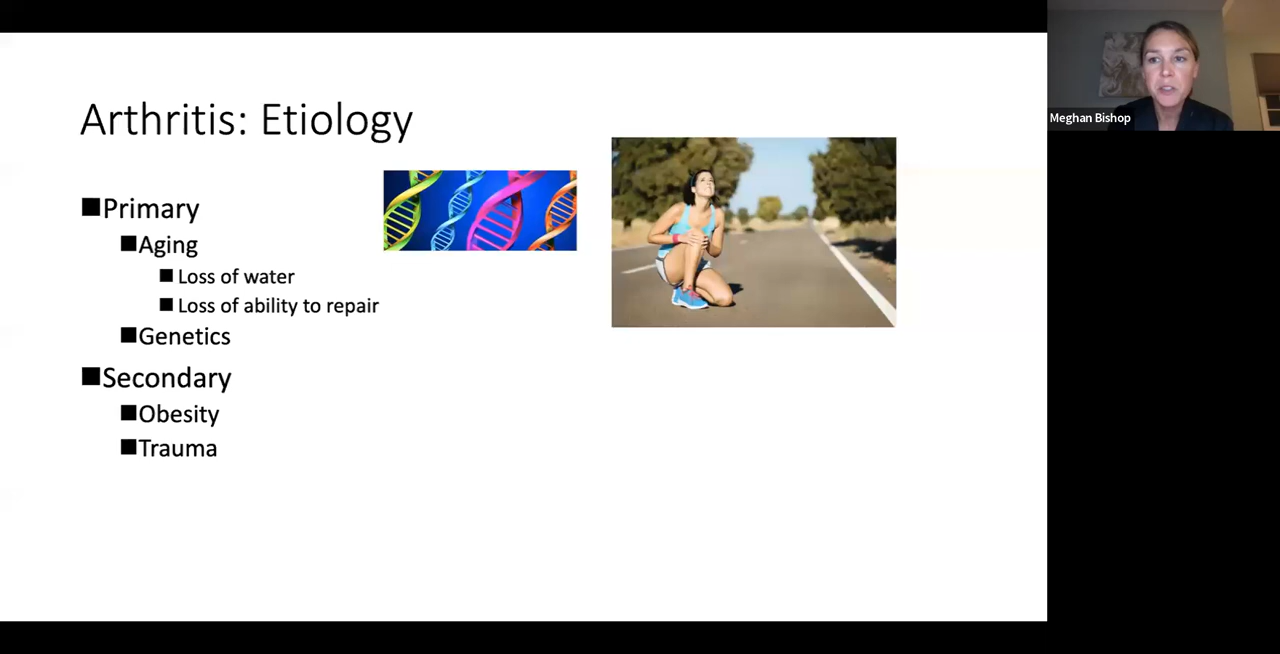 Arthritis: Etiology
Primary
Aging
Loss of water
Loss of ability to repair
Genetics
Secondary
Obesity
Trauma
Meghan Bishop